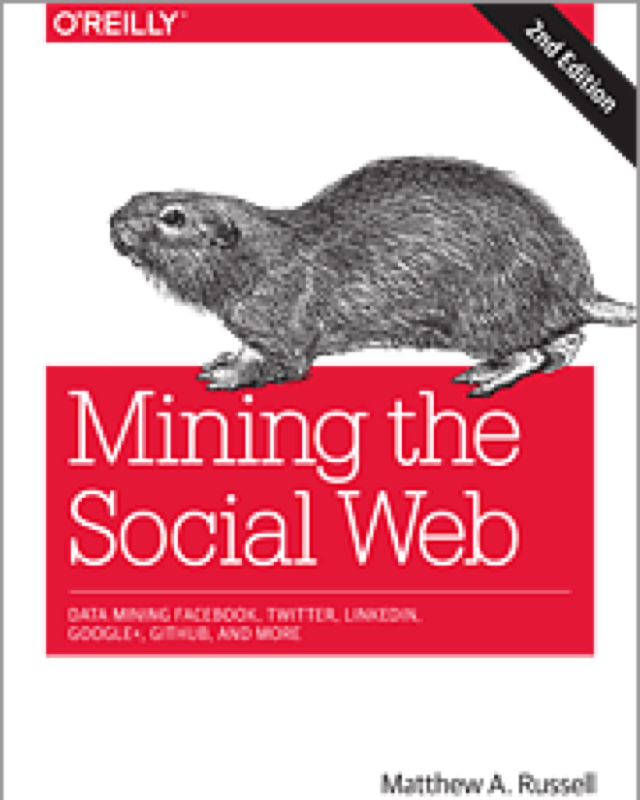 O'REILLY
2nd Edition
Mining the
Social Web
DATA MINING FACEBOOK, TWITTER, LINKEDIN,
GOOGLE+, GITHUB, AND MORE
Matthew A. Russell